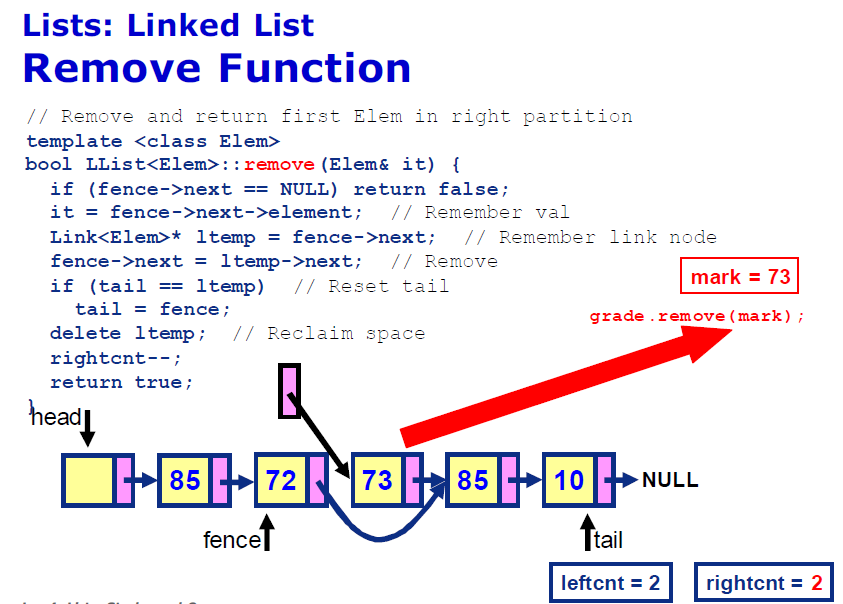 Lists: Linked List
Remove Function
// Remove and return first Elem in right partition
template <class Elem>
bool LList<Elem>::remove(Elem& it) {
if (fence->next == NULL) return false;
it = fence->next->element; // Remember val
Link<Elem>* ltemp = fence->next; // Remember link node
fence->next = ltemp->next; // Remove
if (tail == ltemp) // Reset tail
tail = fence;
delete ltemp; // Reclaim space
rightcnt--;
return true;
}
mark = 73
grade.remove(mark);
head
85 72 73 85 10 NULL
fence
tail
leftcnt = 2
rightcnt = 2